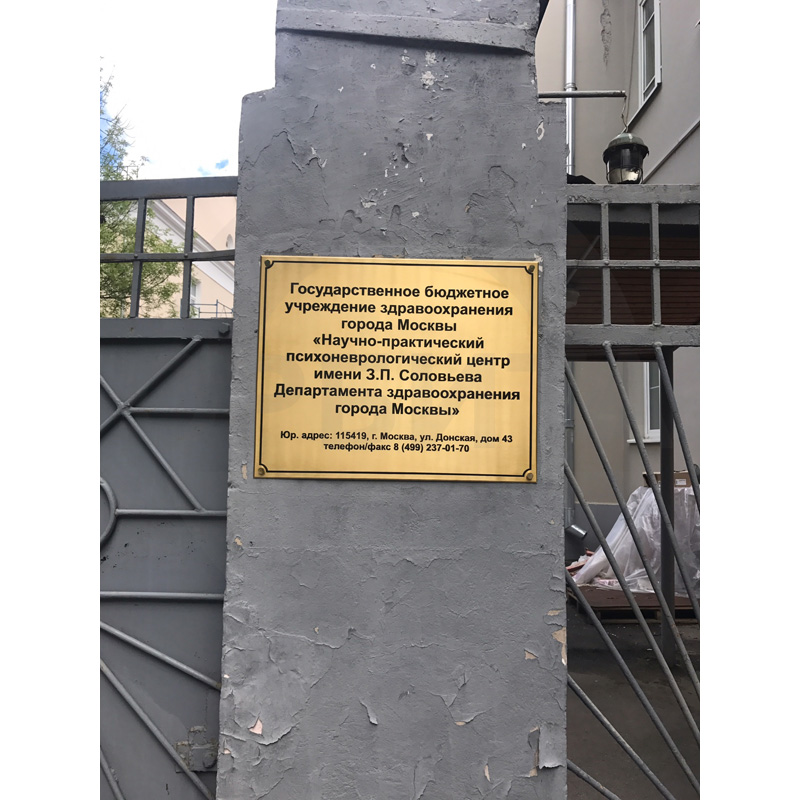 Государственное бюджетное
учреждение здравоохранения
города Москвы
«Научно-практический
психоневрологический центр
имени З.П. Соловьева
Департамента здравоохранения
города Москвы»
Юр. адрес: 115419, г. Москва, ул. Донская, дом 43
телефон/факс 8 (499) 237-01-70